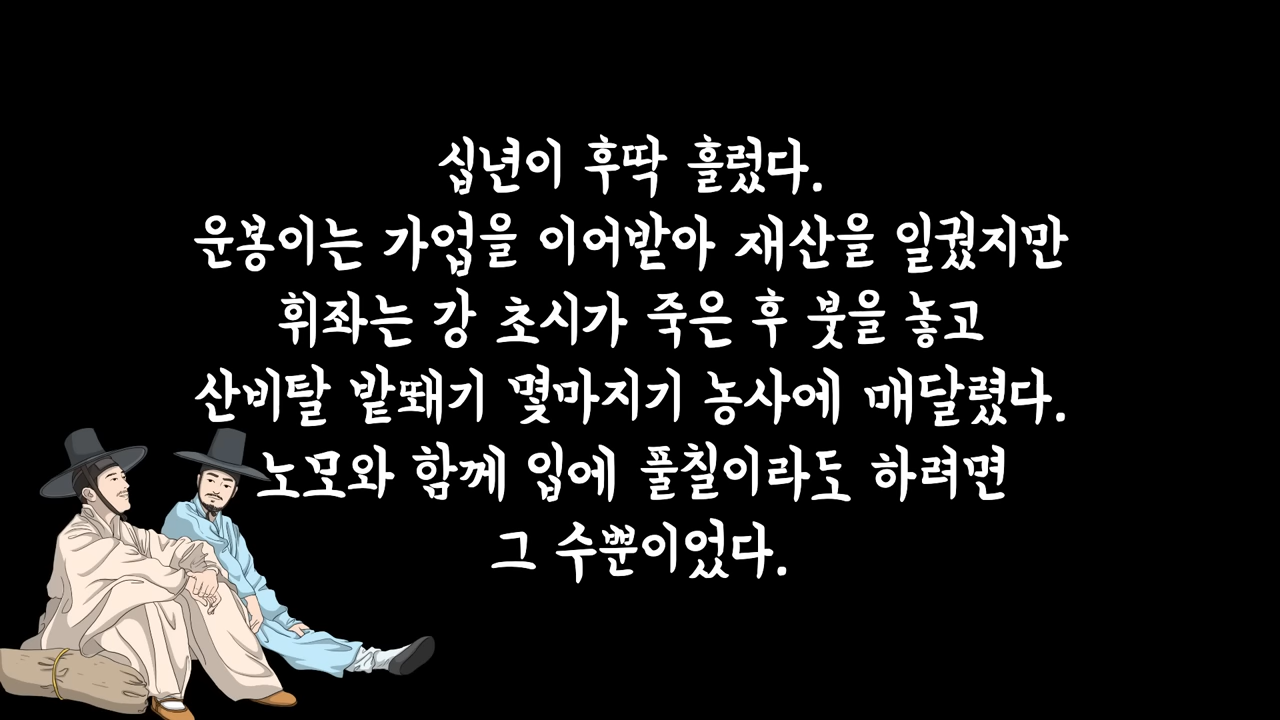 십년이 후딱 흘렀다.
운봉이는 가업을 이어받아 재산을 일궜지만
휘좌는 강 초시가 죽은 후 붓을 놓고
산비탈 밭뙈기 몇마지기 농사에 매달렸다.
노모와 함께 입에 풀칠이라도 하려면
그 수뿐이었다.